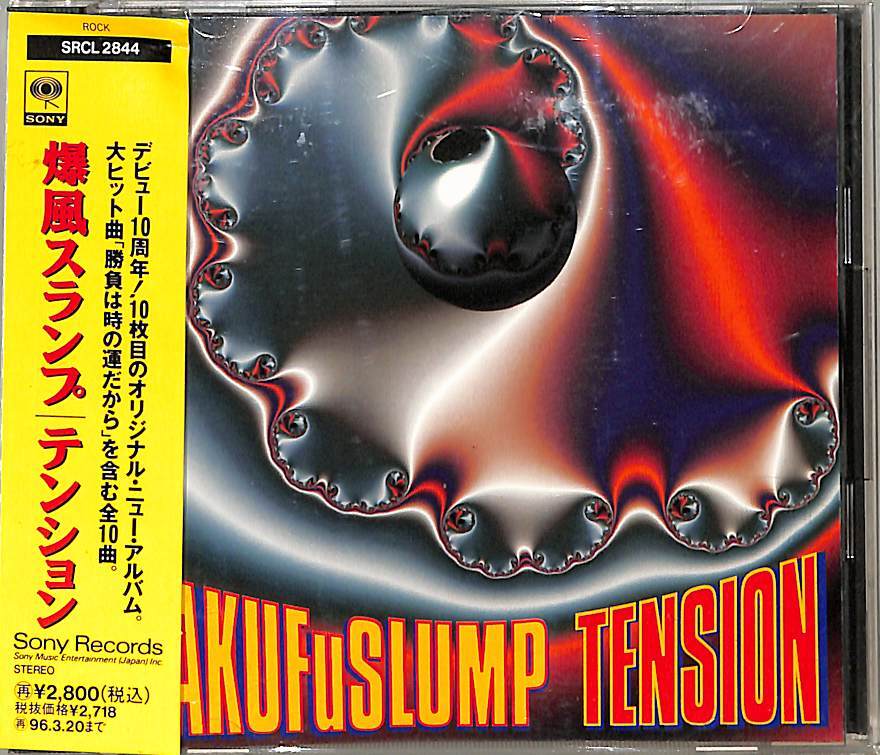 ROCK
SRCL 2844
SONY
デビュー10周年!10枚目のオリジナル・ニュー・アルバム。
大ヒット曲「勝負は時の運だから」を含む全10曲。
爆風スランプ│テンション
Sony Records
Sony Music Entertainment (Japan) Inc.
STEREO
再¥2,800(税込)
税抜価格¥2,718
再96.3.20まで
AKUFuSLUMP TENSION